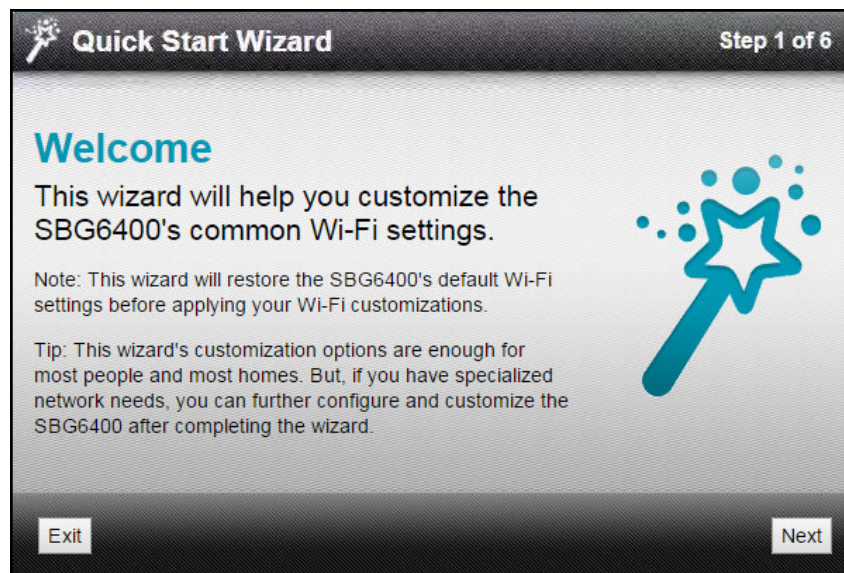 Quick Start Wizard
Step 1 of 6
Welcome
This wizard will help you customize the
SBG6400's common Wi-Fi settings.
Note: This wizard will restore the SBG6400's default Wi-Fi
settings before applying your Wi-Fi customizations.
Tip: This wizard's customization options are enough for
most people and most homes. But, if you have specialized
network needs, you can further configure and customize the
SBG6400 after completing the wizard.
Exit
Next